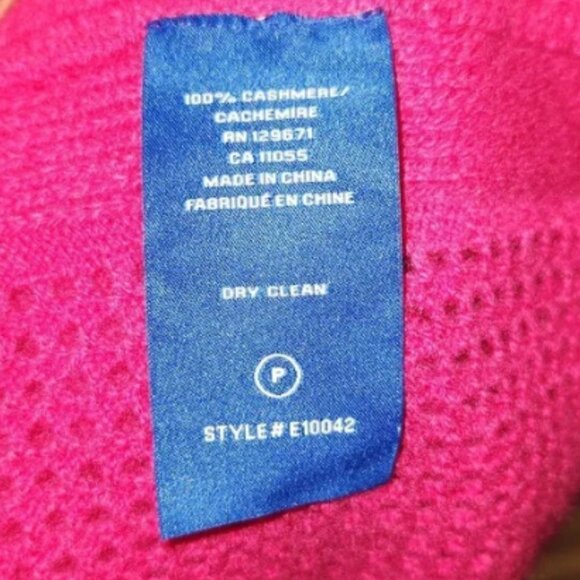 100% CASHMERE/
CACHEMIRE
RN 129671
CA 11055
MADE IN CHINA
FABRIQUÉ EN CHINE
DRY CLEAN
P
STYLE# E10042